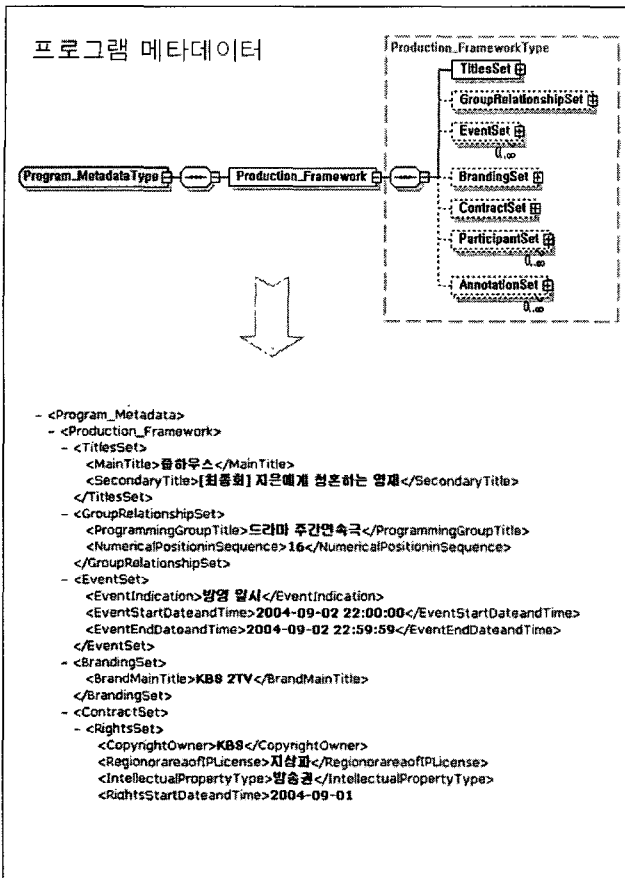 프로그램 메타데이터
Production_FrameworkType
TitlesSet
GroupRelationshipSet
EventSet
0..∞
Program_MetadataType
Production_Framework
BrandingSet
ContractSet
ParticipantSet
0..∞
AnnotationSet
0..∞
- <Program_Metadata>
- <Production_Framework>
- <TitlesSet>
<MainTitle>풀하우스</MainTitle>
<SecondaryTitle>[최종회] 지은에게 청혼하는 영재</SecondaryTitle>
</TitlesSet>
- <GroupRelationshipSet>
<ProgrammingGroupTitle>드라마 주간연속극</ProgrammingGroupTitle>
<NumericalPositioninSequence>16</NumericalPositioninSequence>
</GroupRelationshipSet>
- <EventSet>
<EventIndication>방영 일시</EventIndication>
<EventStartDateandTime>2004-09-02 22:00:00</EventStartDateandTime>
<EventEndDateandTime>2004-09-02 22:59:59</EventEndDateandTime>
</EventSet>
- <BrandingSet>
<BrandMainTitle>KBS 2TV</BrandMainTitle>
</BrandingSet>
- <ContractSet>
- <RightsSet>
<CopyrightOwner>KBS</CopyrightOwner>
<RegionorareaofIPLicense>지상파</RegionorareaofIPLicense>
<IntellectualPropertyType>방송권</IntellectualPropertyType>
<RightsStartDateandTime>2004-09-01